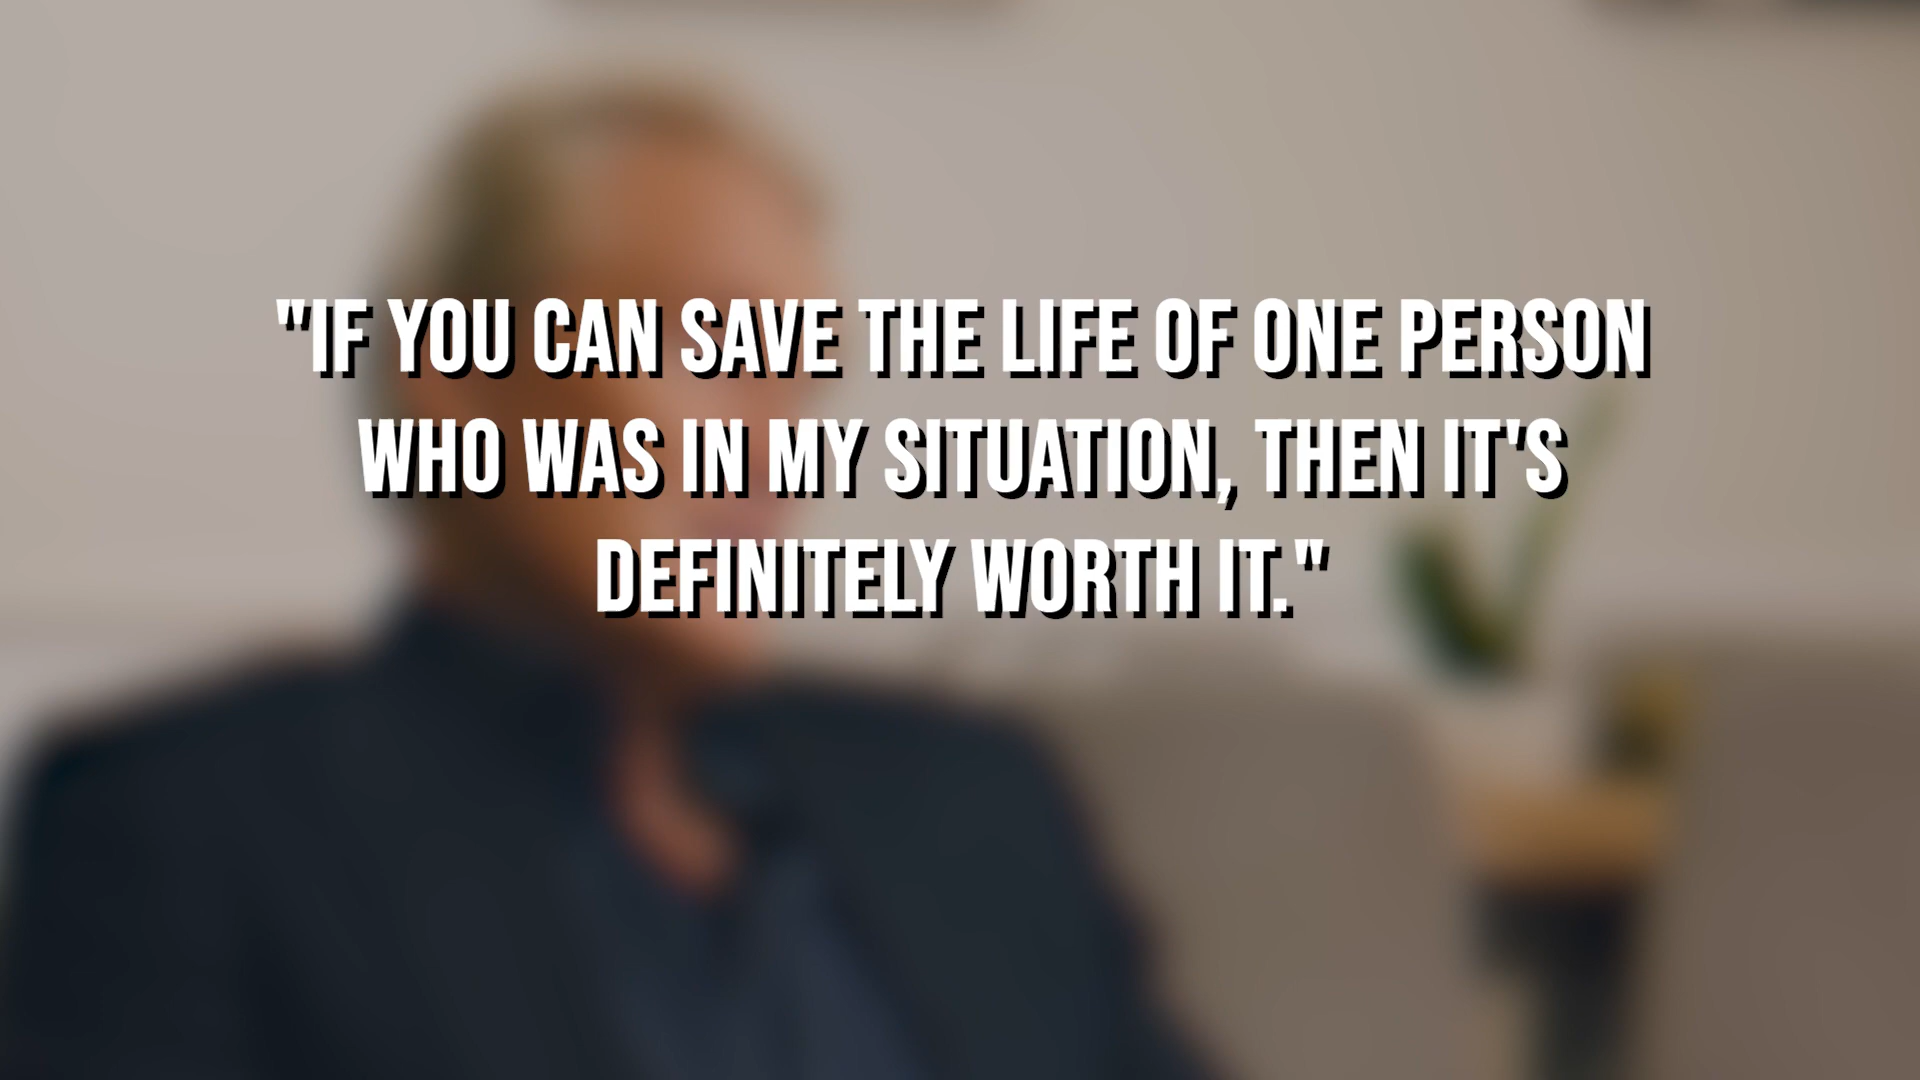 "IF YOU CAN SAVE THE LIFE OF ONE PERSON
WHO WAS IN MY SITUATION, THEN IT'S
DEFINITELY WORTH IT."